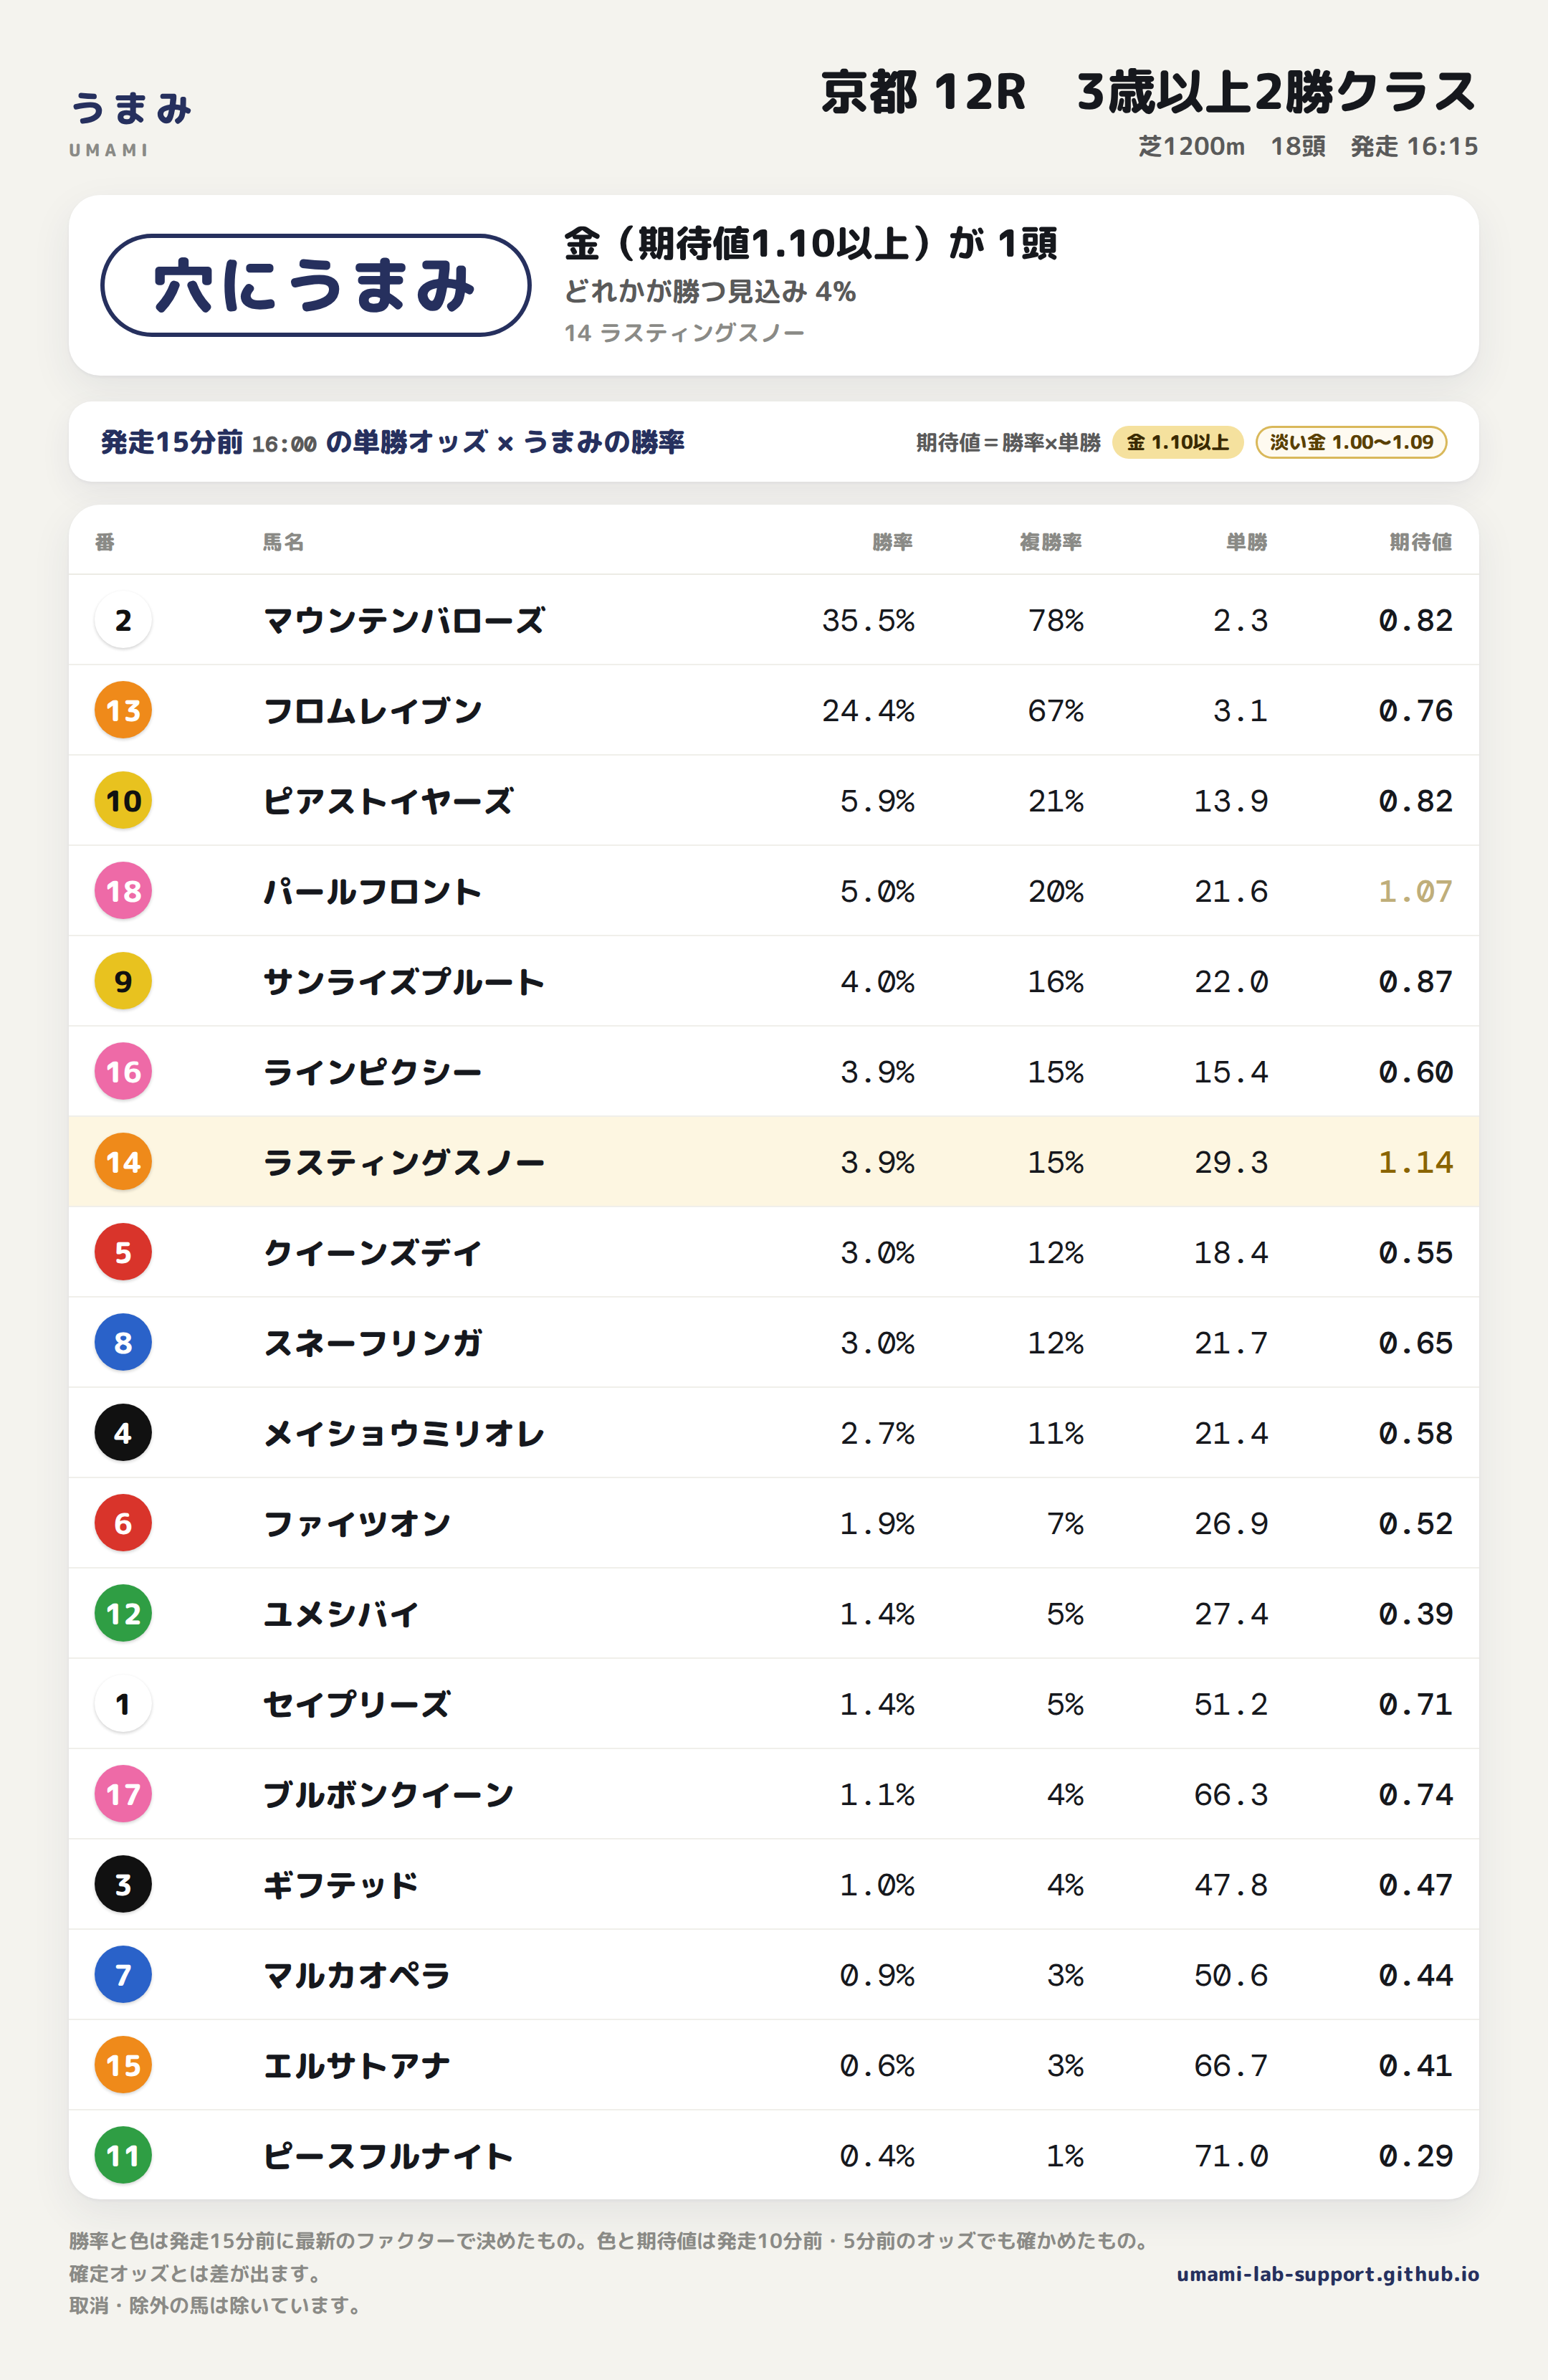 うまみ
UMAMI
京都 12R　3歳以上2勝クラス
芝1200m　18頭　発走 16:15
穴にうまみ
金（期待値1.10以上）が 1頭
どれかが勝つ見込み 4%
14 ラスティングスノー
発走15分前 16:00 の単勝オッズ × うまみの勝率
期待値＝勝率×単勝 金 1.10以上 淡い金 1.00〜1.09
番 馬名 勝率 複勝率 単勝 期待値
2 マウンテンバローズ 35.5% 78% 2.3 0.82
13 フロムレイブン 24.4% 67% 3.1 0.76
10 ピアストイヤーズ 5.9% 21% 13.9 0.82
18 パールフロント 5.0% 20% 21.6 1.07
9 サンライズプルート 4.0% 16% 22.0 0.87
16 ラインピクシー 3.9% 15% 15.4 0.60
14 ラスティングスノー 3.9% 15% 29.3 1.14
5 クイーンズデイ 3.0% 12% 18.4 0.55
8 スネーフリンガ 3.0% 12% 21.7 0.65
4 メイショウミリオレ 2.7% 11% 21.4 0.58
6 ファイツオン 1.9% 7% 26.9 0.52
12 ユメシバイ 1.4% 5% 27.4 0.39
1 セイプリーズ 1.4% 5% 51.2 0.71
17 ブルボンクイーン 1.1% 4% 66.3 0.74
3 ギフテッド 1.0% 4% 47.8 0.47
7 マルカオペラ 0.9% 3% 50.6 0.44
15 エルサトアナ 0.6% 3% 66.7 0.41
11 ピースフルナイト 0.4% 1% 71.0 0.29
勝率と色は発走15分前に最新のファクターで決めたもの。色と期待値は発走10分前・5分前のオッズでも確かめたもの。
確定オッズとは差が出ます。
取消・除外の馬は除いています。
umami-lab-support.github.io